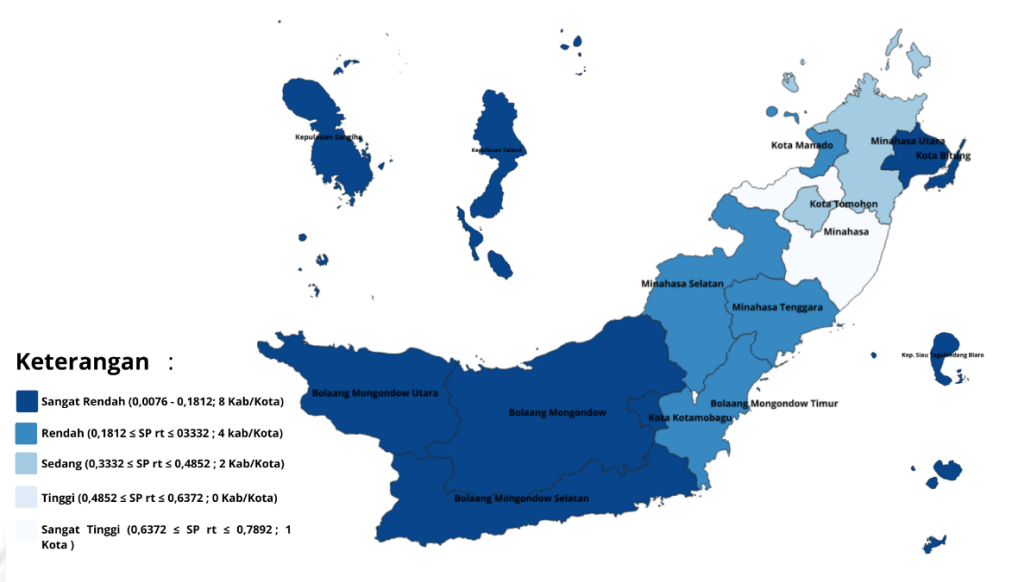 Kepulauan Sangihe
Kepulauan Talaud
Kota Manado
Minahasa Utara
Kota Bitung
Kota Tomohon
Minahasa
Minahasa Selatan
Minahasa Tenggara
Kep. Siau Tagulandang Biaro
Keterangan :
Sangat Rendah (0,0076 - 0,1812; 8 Kab/Kota)
Rendah (0,1812 ≤ SP rt ≤ 03332 ; 4 kab/Kota)
Sedang (0,3332 ≤ SP rt ≤ 0,4852 ; 2 Kab/Kota)
Tinggi (0,4852 ≤ SP rt ≤ 0,6372 ; 0 Kab/Kota)
Sangat Tinggi (0,6372 ≤ SP rt ≤ 0,7892 ; 1
Kota )
Bolaang Mongondow Utara
Bolaang Mongondow
Bolaang Mongondow Timur
Kota Kotamobagu
Bolaang Mongondow Selatan